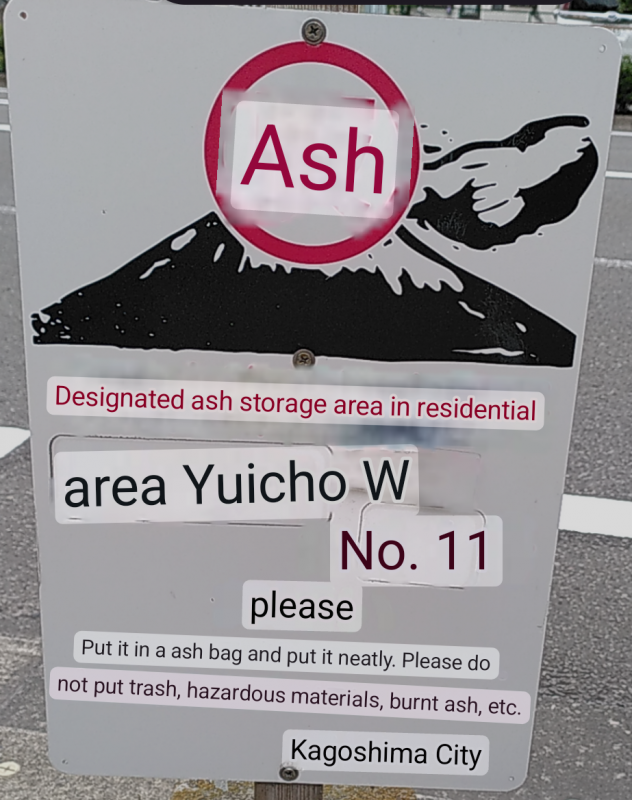 Ash
Designated ash storage area in residential
area Yuicho W
No. 11
please
Put it in a ash bag and put it neatly. Please do
not put trash, hazardous materials, burnt ash, etc.
Kagoshima City